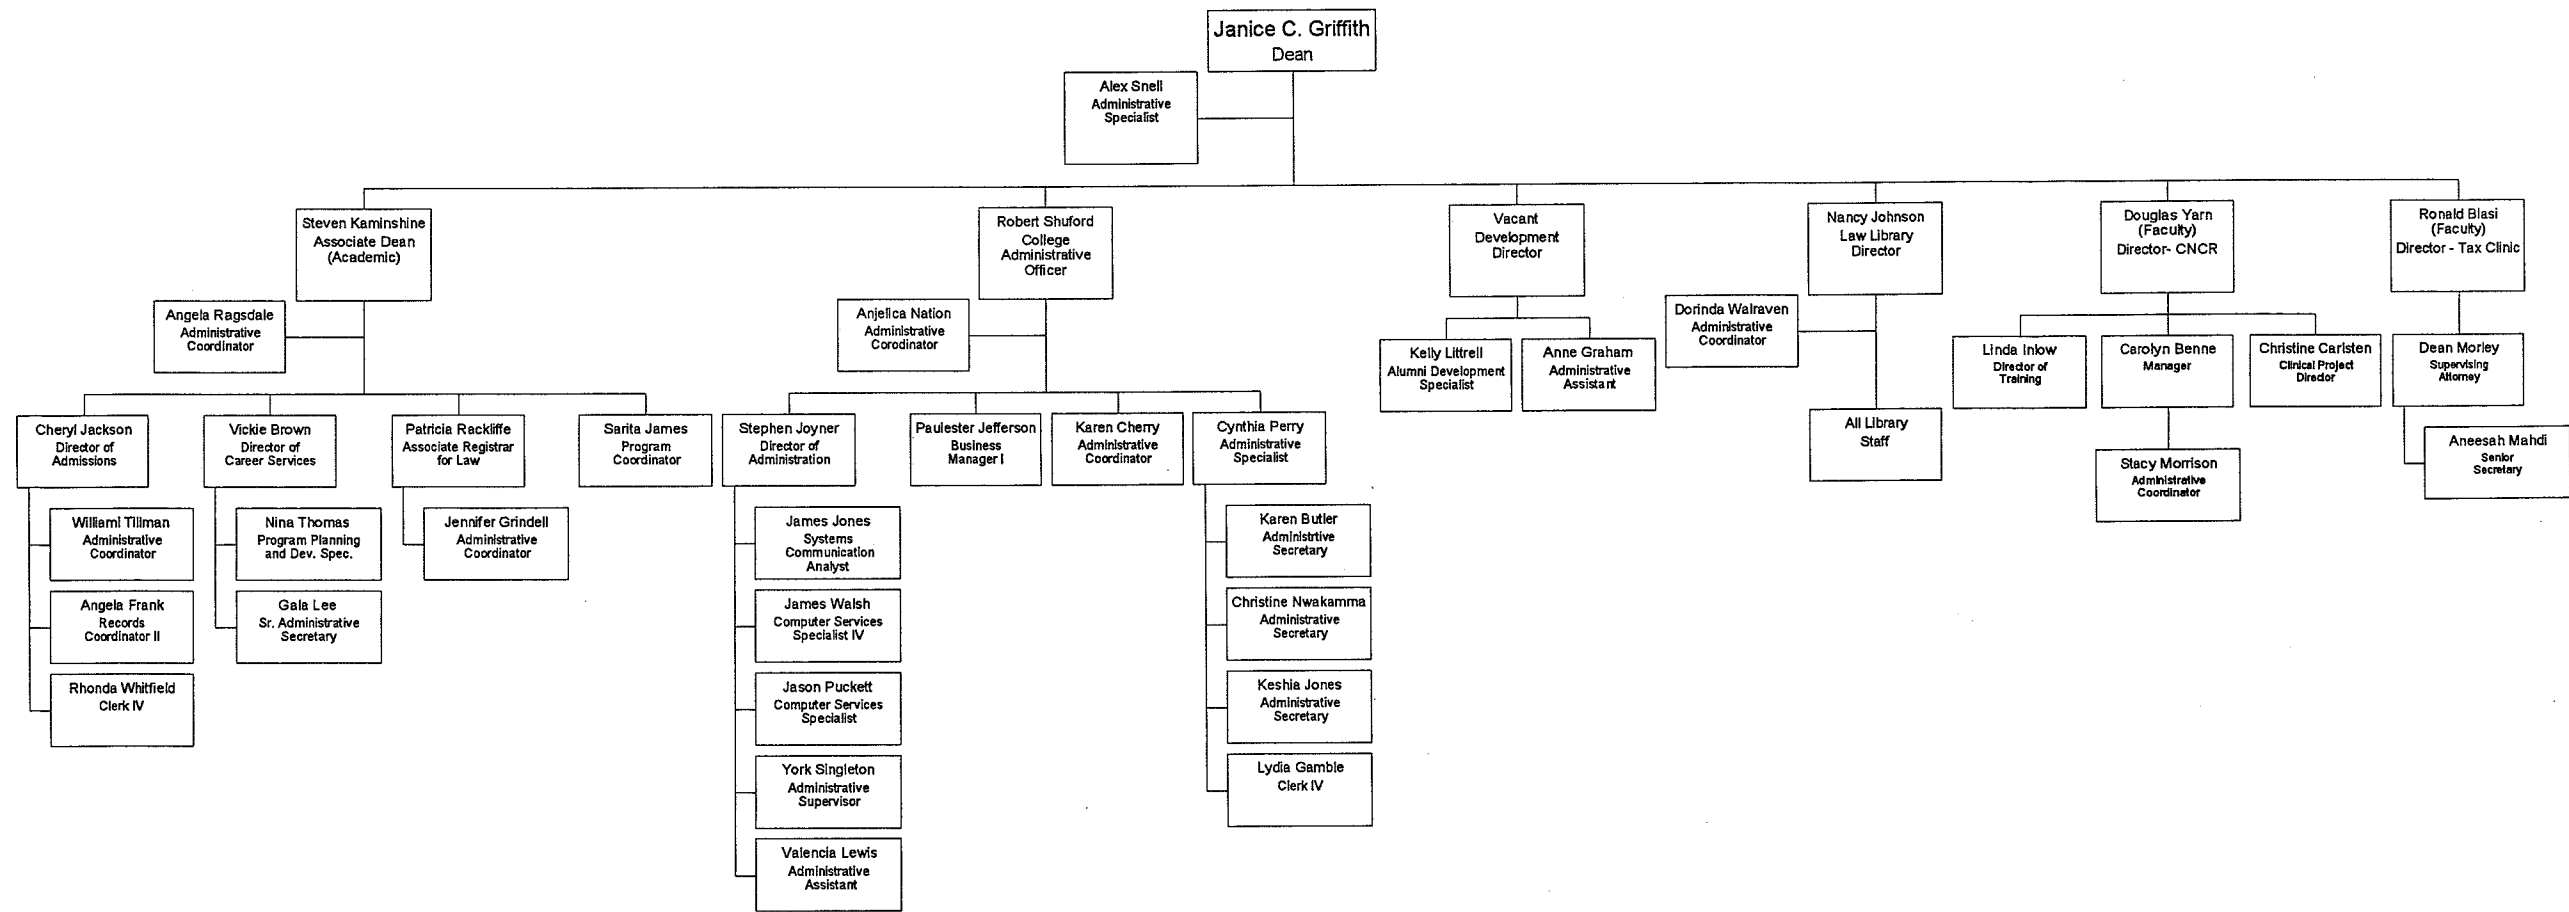 Janice C. Griffith
Dean
Alex Snell
Administrative
Specialist
Steven Kaminshine
Associate Dean
(Academic)
Robert Shuford
College
Administrative
Officer
Vacant
Development
Director
Nancy Johnson
Law Library
Director
Douglas Yarn
(Faculty)
Director- CNCR
Ronald Blasi
(Faculty)
Director - Tax Clinic
Angela Ragsdale
Administrative
Coordinator
Anjelica Nation
Administrative
Corodinator
Kelly Littrell
Alumni Development
Specialist
Anne Graham
Administrative
Assistant
Dorinda Walraven
Administrative
Coordinator
Linda Inlow
Director of
Training
Carolyn Benne
Manager
Christine Carlsten
Clinical Project
Director
Dean Morley
Supervising
Attorney
Cheryl Jackson
Director of
Admissions
Vickie Brown
Director of
Career Services
Patricia Rackliffe
Associate Registrar
for Law
Sarita James
Program
Coordinator
Stephen Joyner
Director of
Administration
Paulester Jefferson
Business
Manager I
Karen Cherry
Administrative
Coordinator
Cynthia Perry
Administrative
Specialist
All Library
Staff
Stacy Morrison
Administrative
Coordinator
Aneesah Mahdi
Senior
Secretary
Williaml Tillman
Administrative
Coordinator
Angela Frank
Records
Coordinator II
Rhonda Whitfield
Clerk IV
Nina Thomas
Program Planning
and Dev. Spec.
Gala Lee
Sr. Administrative
Secretary
Jennifer Grindell
Administrative
Coordinator
James Jones
Systems
Communication
Analyst
James Walsh
Computer Services
Specialist IV
Jason Puckett
Computer Services
Specialist
York Singleton
Administrative
Supervisor
Valencia Lewis
Administrative
Assistant
Karen Butler
Administrtive
Secretary
Christine Nwakamma
Administrative
Secretary
Keshia Jones
Administrative
Secretary
Lydia Gamble
Clerk IV